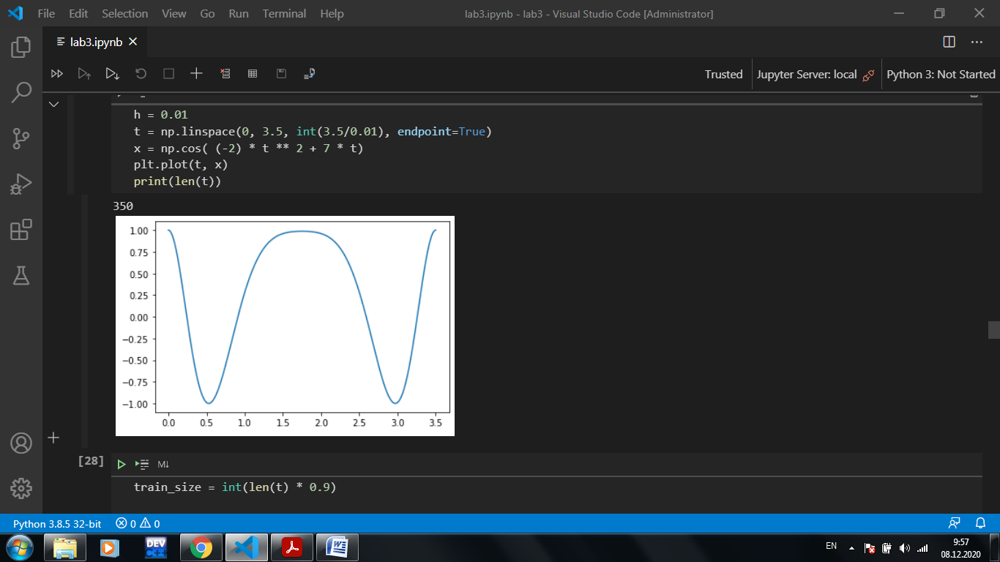 File Edit Selection View Go Run Terminal Help
lab3.ipynb - lab3 - Visual Studio Code [Administrator]
lab3.ipynb
Trusted
Jupyter Server: local
Python 3: Not Started
h = 0.01
t = np.linspace(0, 3.5, int(3.5/0.01), endpoint=True)
x = np.cos( (-2) * t ** 2 + 7 * t)
plt.plot(t, x)
print(len(t))
350
1.00
0.75
0.50
0.25
0.00
−0.25
−0.50
−0.75
−1.00
0.0 0.5 1.0 1.5 2.0 2.5 3.0 3.5
[28]
M↓
train_size = int(len(t) * 0.9)
Python 3.8.5 32-bit
0 0
DEV C++
W
EN
9:57
08.12.2020